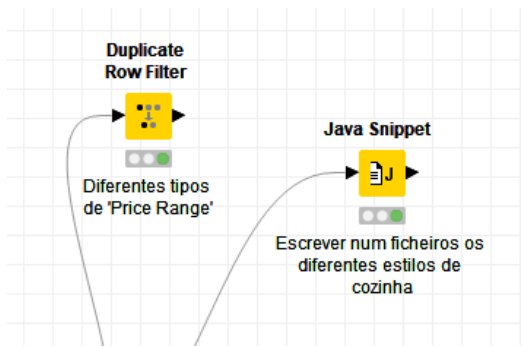 Duplicate
Row Filter
Diferentes tipos
de 'Price Range'
Java Snippet
J
Escrever num ficheiros os
diferentes estilos de
cozinha